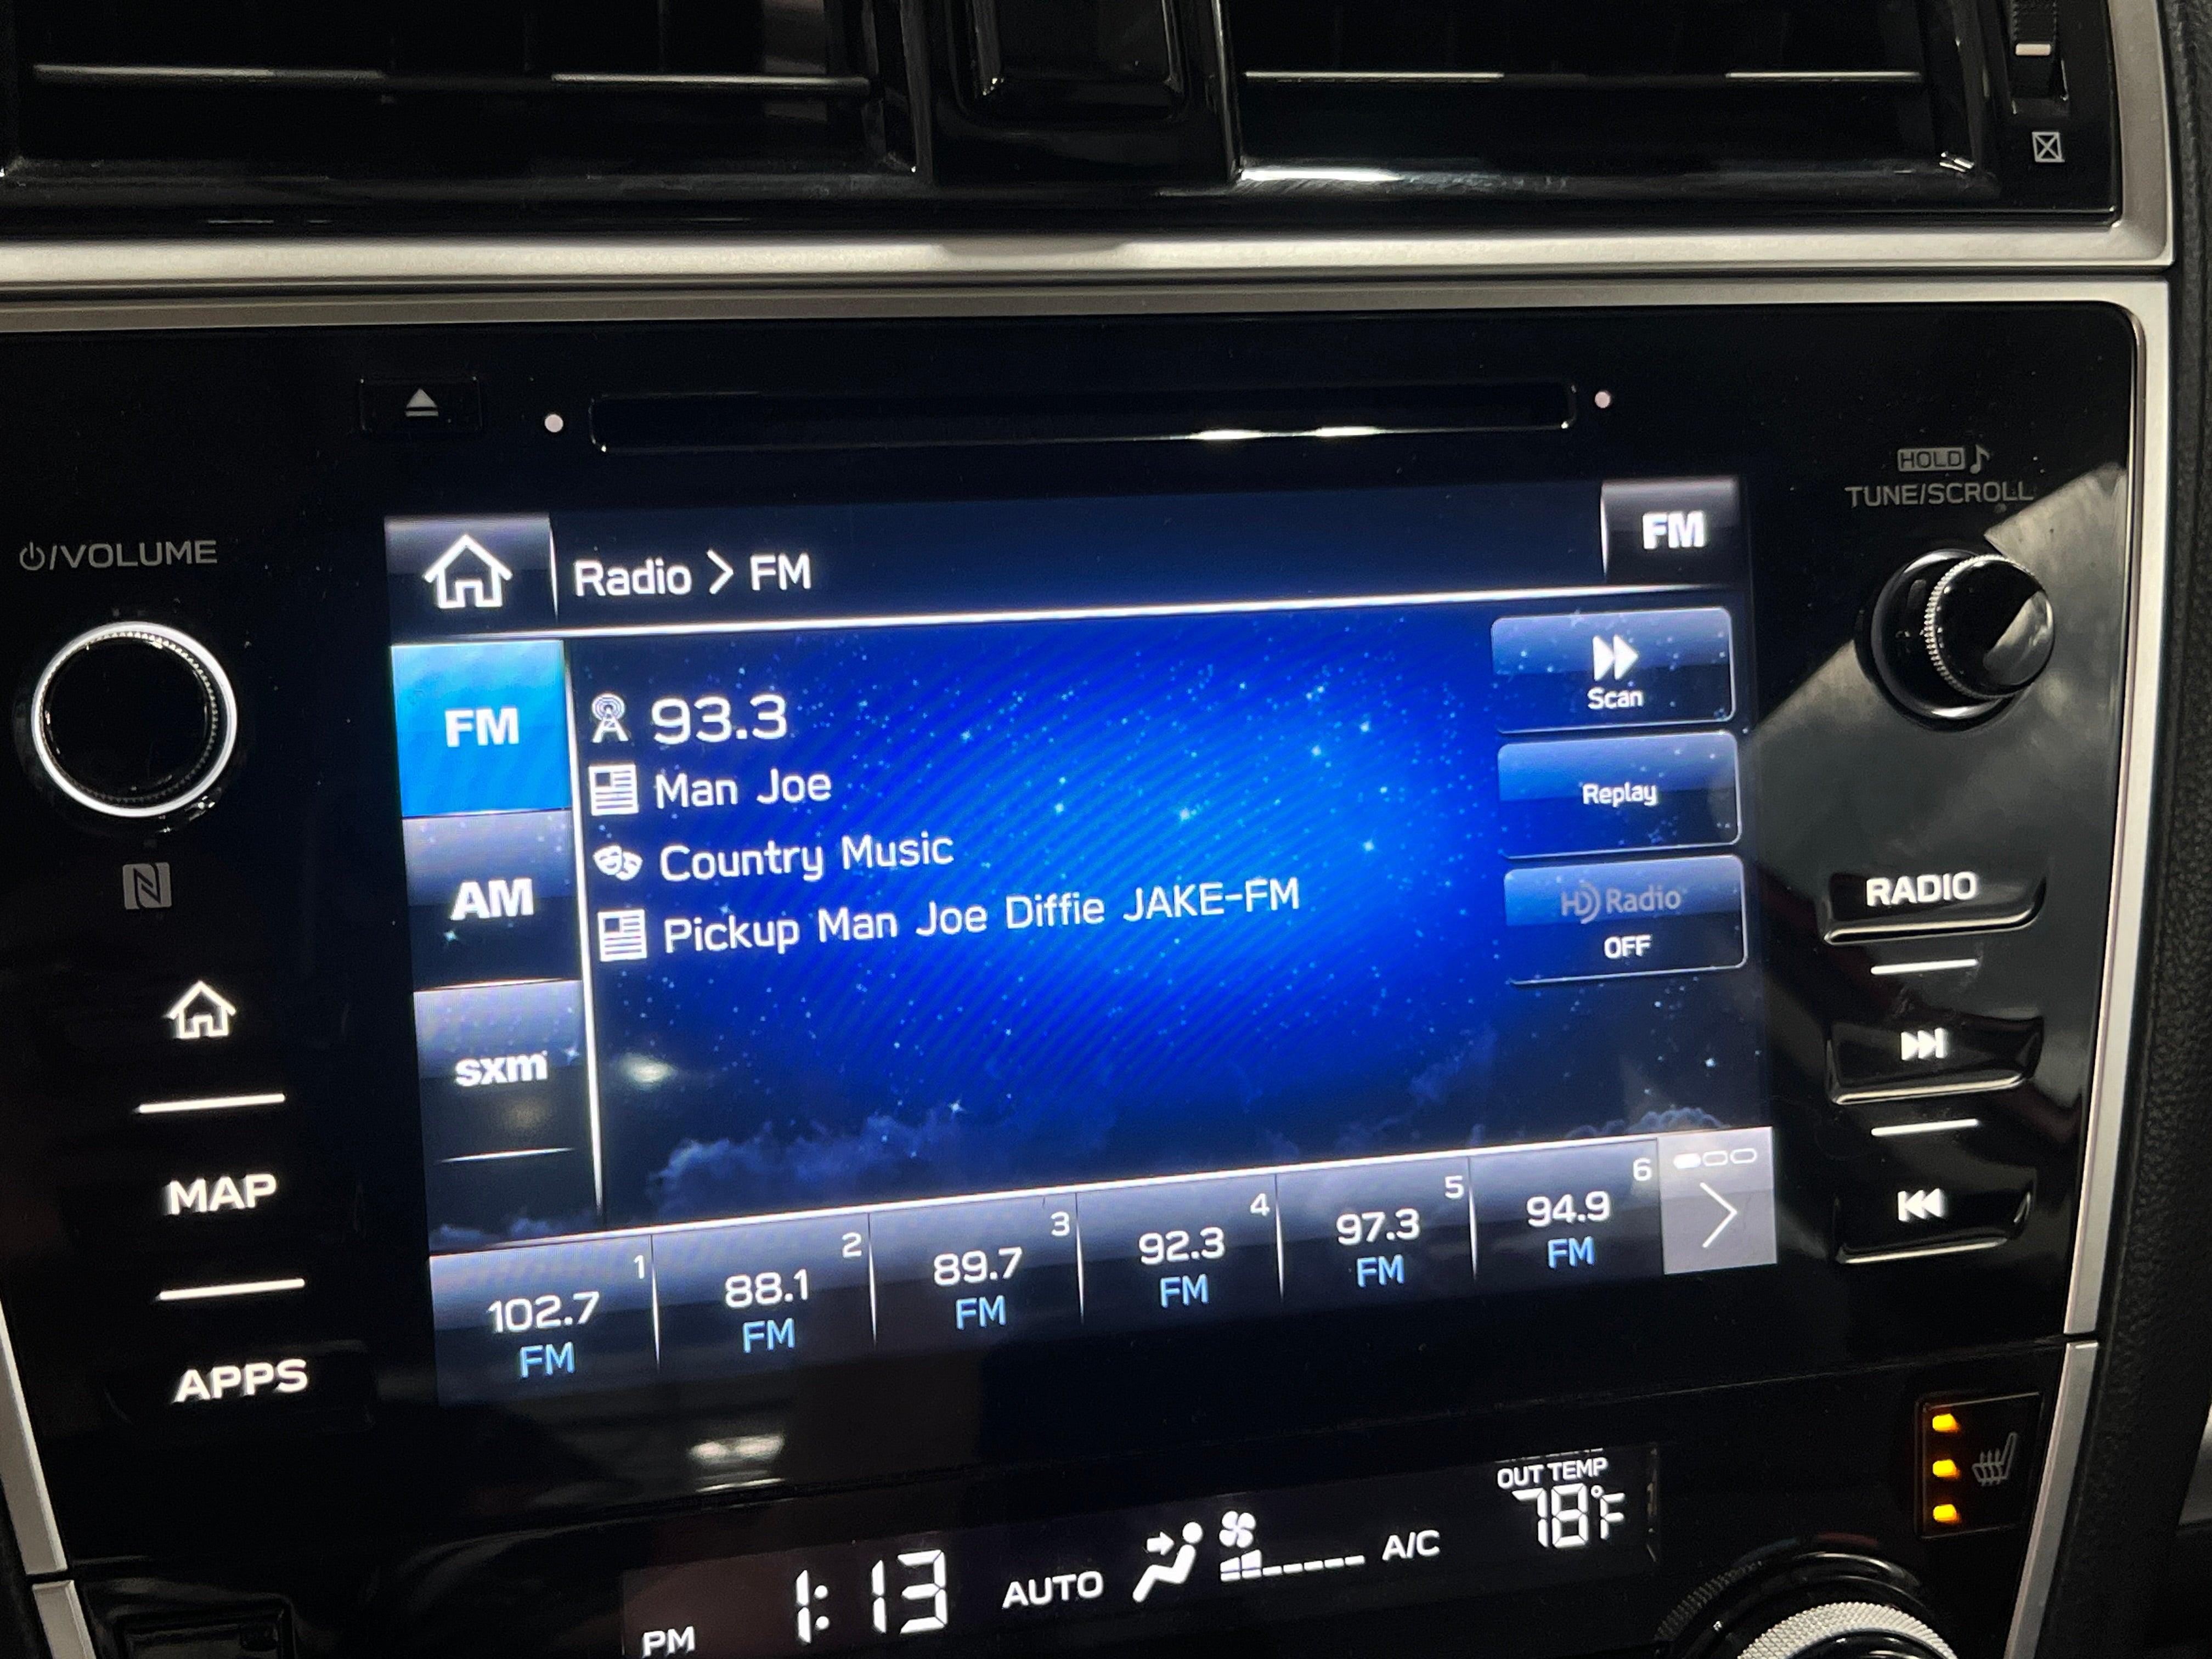 HOLD
TUNE/SCROLL
/VOLUME
Radio > FM
FM
FM
93.3
Scan
Man Joe
Replay
Country Music
AM
Pickup Man Joe Diffie JAKE-FM
HD Radio
OFF
RADIO
sxm
MAP
APPS
1
102.7
FM
2
88.1
FM
3
89.7
FM
4
92.3
FM
5
97.3
FM
6
94.9
FM
OUT TEMP
78°F
PM 1:13 AUTO A/C